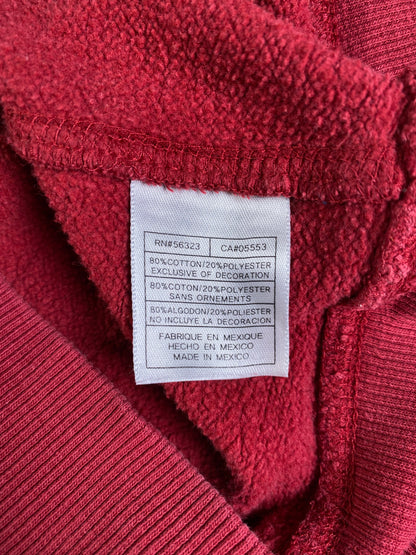 RN#56323 CA#05553
80%COTTON/20%POLYESTER
EXCLUSIVE OF DECORATION
80%COTTON/20%POLYESTER
SANS ORNEMENTS
80%ALGODON/20%POLIESTER
NO INCLUYE LA DECORACION
FABRIQUE EN MEXIQUE
HECHO EN MEXICO
MADE IN MEXICO